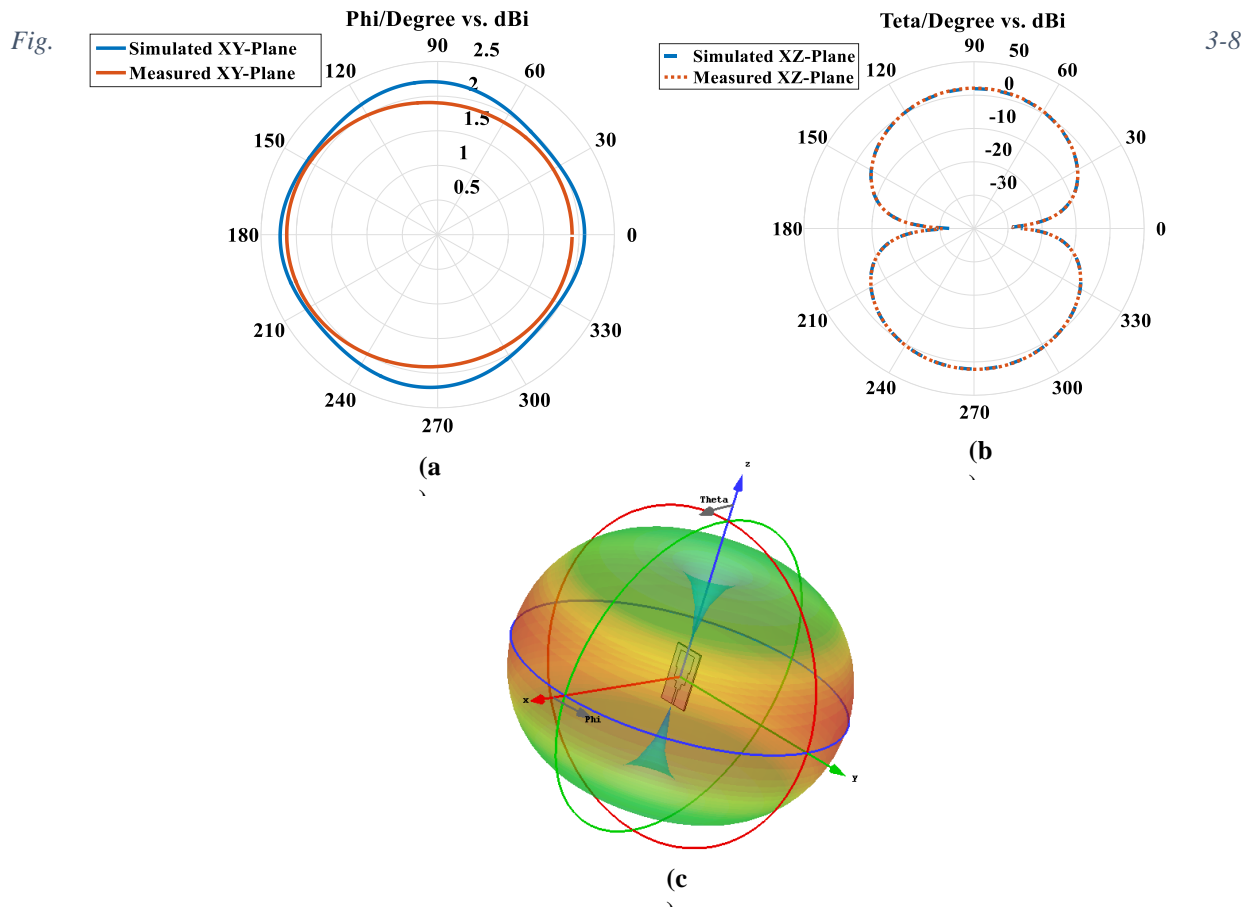 Fig.
3-8
Phi/Degree vs. dBi
Simulated XY-Plane
Measured XY-Plane
90
2.5
120
60
2
1.5
150
30
1
0.5
180
0
210
330
240
300
270
(a
)
Teta/Degree vs. dBi
Simulated XZ-Plane
Measured XZ-Plane
90
50
120
60
0
-10
150
30
-20
-30
180
0
210
330
240
300
270
(b
)
z
Theta
x
Phi
Y
(c
)